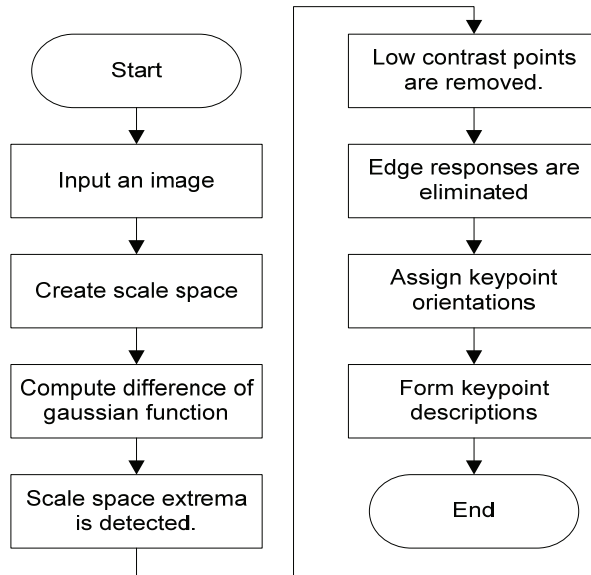 Start
Input an image
Create scale space
Compute difference of
gaussian function
Scale space extrema
is detected.
Low contrast points
are removed.
Edge responses are
eliminated
Assign keypoint
orientations
Form keypoint
descriptions
End